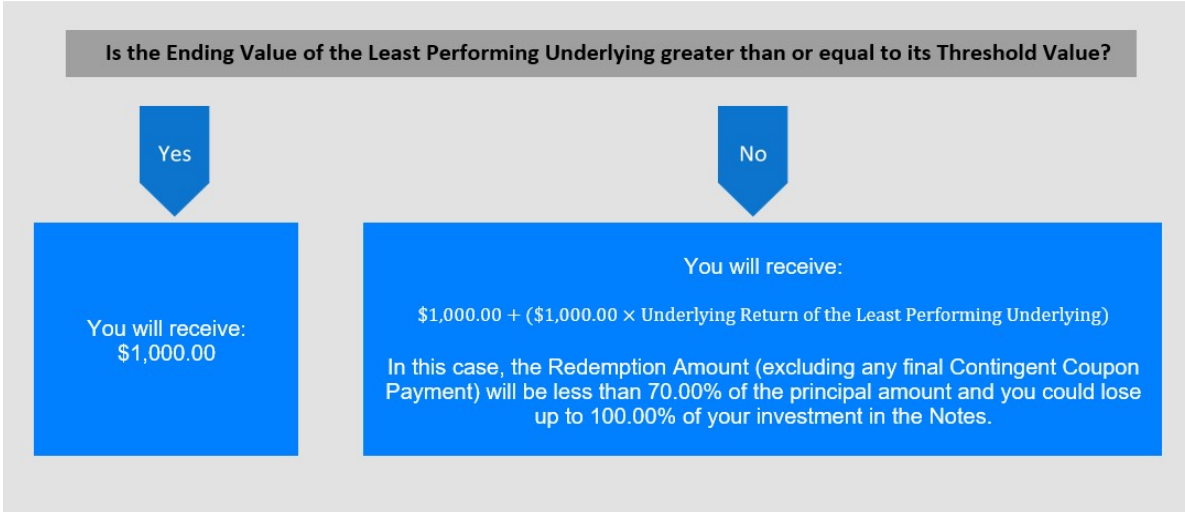 Is the Ending Value of the Least Performing Underlying greater than or equal to its Threshold Value?
Yes
No
You will receive:
$1,000.00
You will receive:
$1,000.00 + ($1,000.00 × Underlying Return of the Least Performing Underlying)
In this case, the Redemption Amount (excluding any final Contingent Coupon
Payment) will be less than 70.00% of the principal amount and you could lose
up to 100.00% of your investment in the Notes.